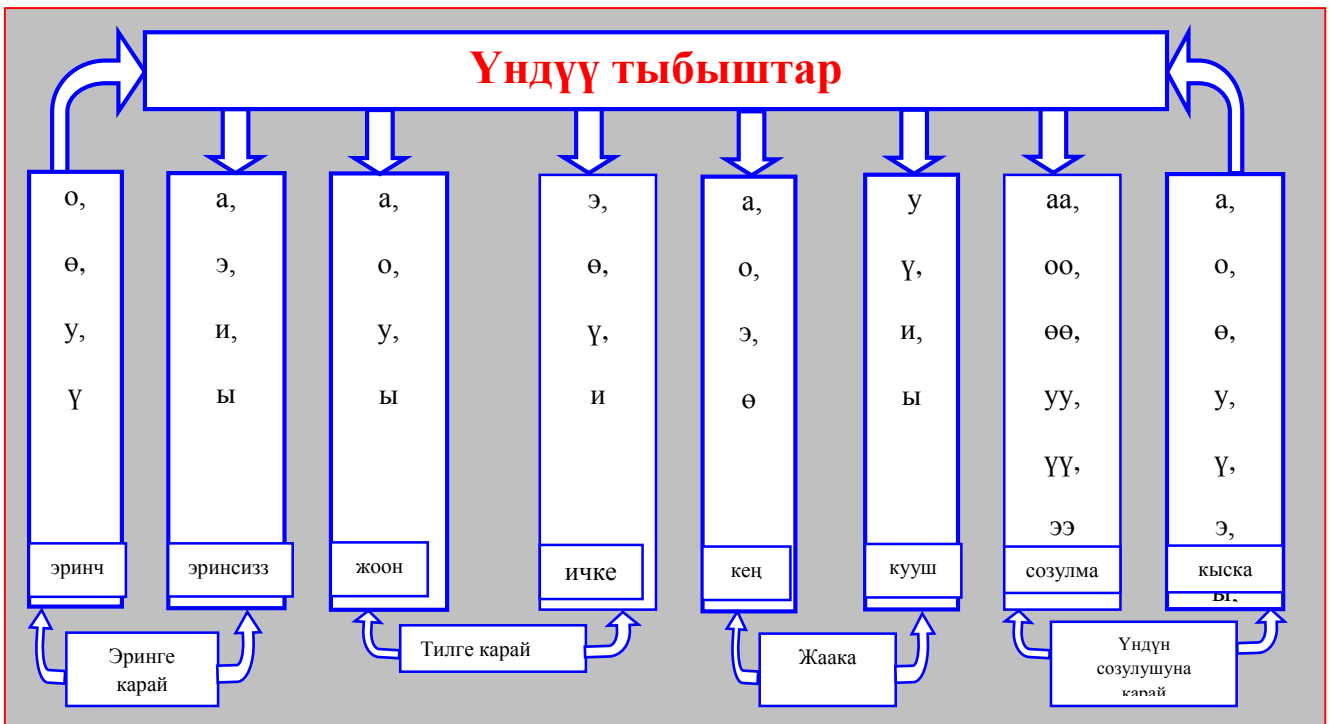 Үндүү тыбыштар
о,
ө,
у,
ү
эринч
а,
э,
и,
ы
эринсизз
а,
о,
у,
ы
жоон
э,
ө,
ү,
и
ичке
а,
о,
э,
ө
кең
у
ү,
и,
ы
кууш
аа,
оо,
өө,
уу,
үү,
ээ
созулма
а,
о,
ө,
у,
ү,
э,
ы,
кыска
Эринге
карай
Тилге карай
Жаака
Үндүн
созулушуна
карай